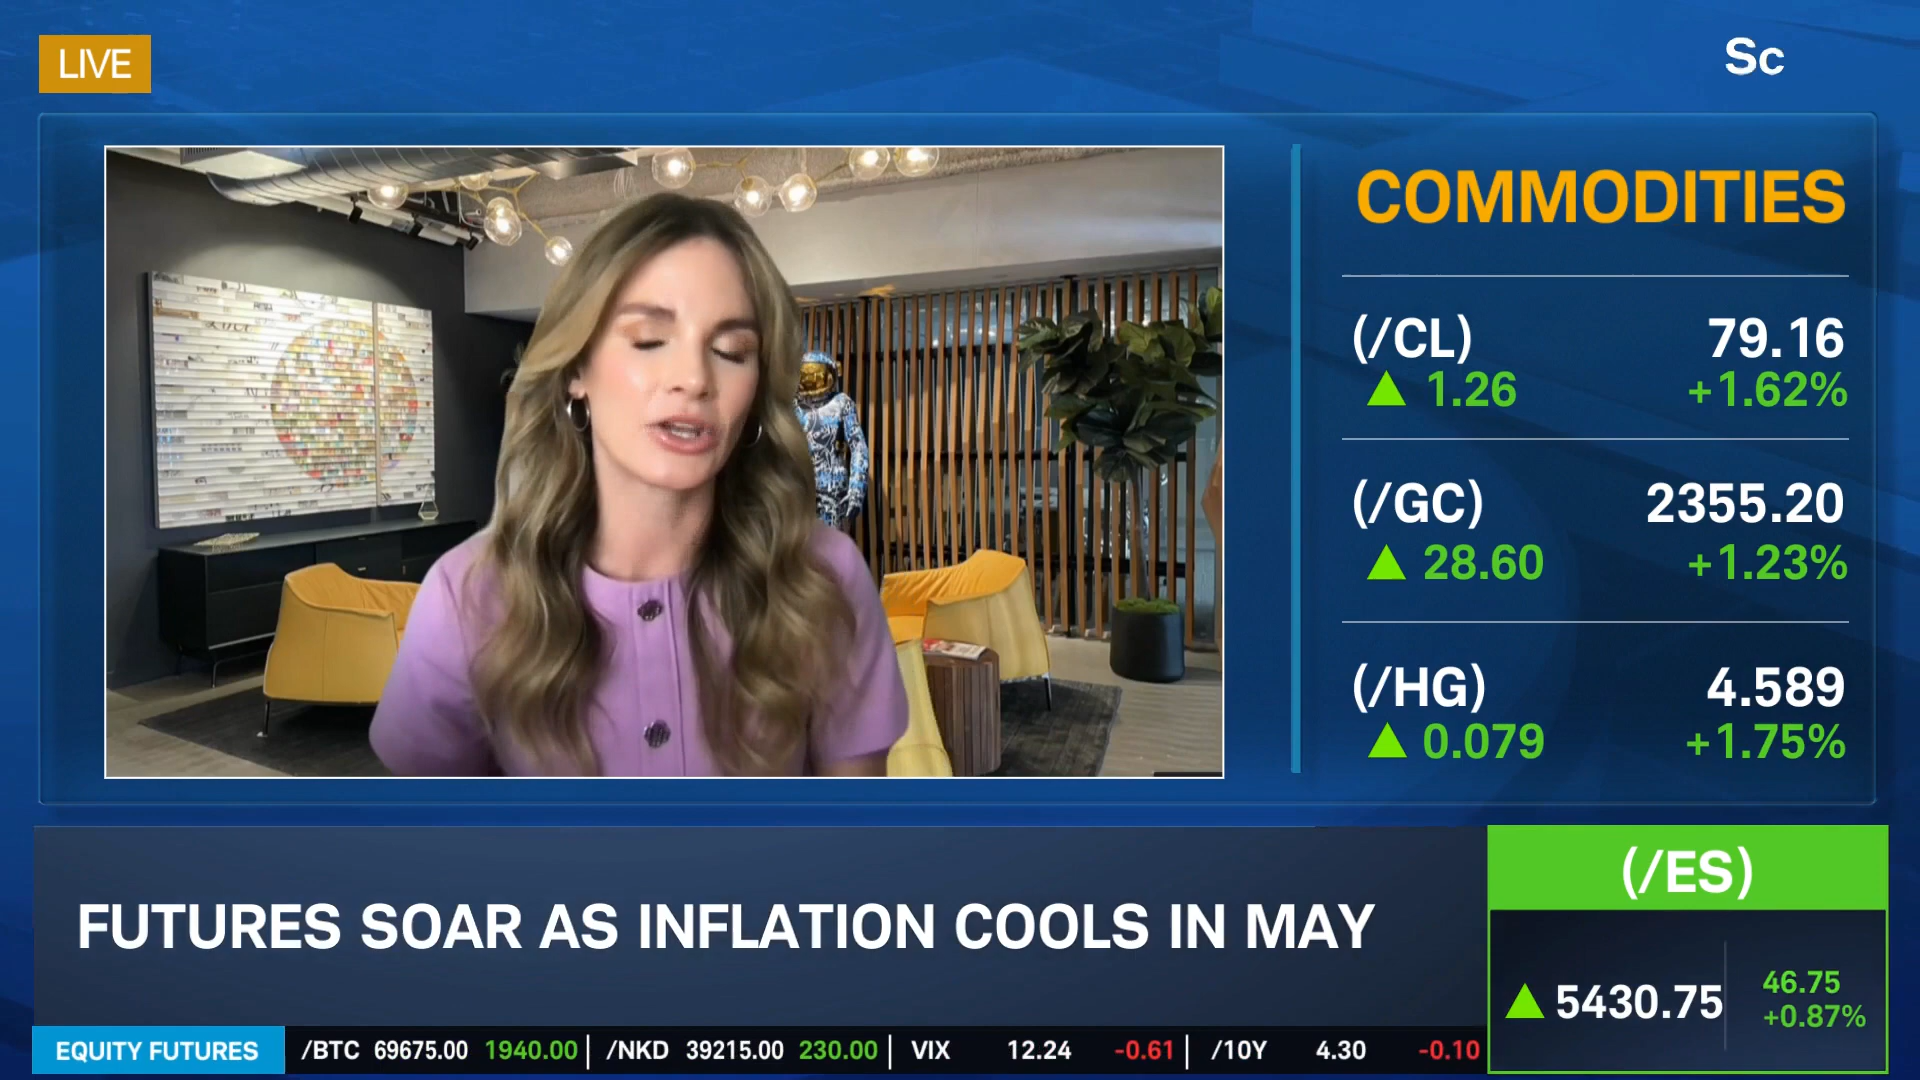 LIVE
Sc
COMMODITIES
(/CL) 79.16
▲ 1.26 +1.62%
(/GC) 2355.20
▲ 28.60 +1.23%
(/HG) 4.589
▲ 0.079 +1.75%
FUTURES SOAR AS INFLATION COOLS IN MAY
(/ES)
▲ 5430.75
46.75
+0.87%
EQUITY FUTURES /BTC 69675.00 1940.00 | /NKD 39215.00 230.00 | VIX 12.24 -0.61 | /10Y 4.30 -0.10